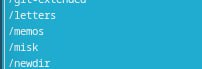 /git-extended
/letters
/memos
/misk
/newdir